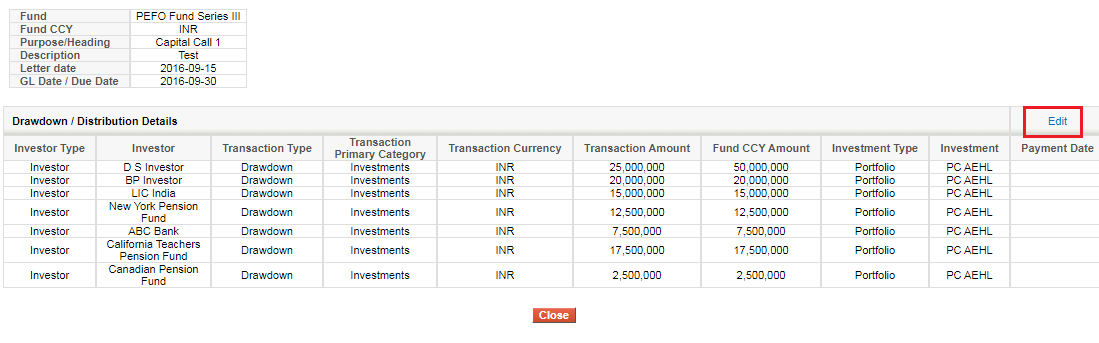 Fund PEFO Fund Series III
Fund CCY INR
Purpose/Heading Capital Call 1
Description Test
Letter date 2016-09-15
GL Date / Due Date 2016-09-30
Drawdown / Distribution Details Edit
Investor Type Investor Transaction Type Transaction Primary Category Transaction Currency Transaction Amount Fund CCY Amount Investment Type Investment Payment Date
Investor D S Investor Drawdown Investments INR 25,000,000 50,000,000 Portfolio PC AEHL
Investor BP Investor Drawdown Investments INR 20,000,000 20,000,000 Portfolio PC AEHL
Investor LIC India Drawdown Investments INR 15,000,000 15,000,000 Portfolio PC AEHL
Investor New York Pension Fund Drawdown Investments INR 12,500,000 12,500,000 Portfolio PC AEHL
Investor ABC Bank Drawdown Investments INR 7,500,000 7,500,000 Portfolio PC AEHL
Investor California Teachers Pension Fund Drawdown Investments INR 17,500,000 17,500,000 Portfolio PC AEHL
Investor Canadian Pension Fund Drawdown Investments INR 2,500,000 2,500,000 Portfolio PC AEHL
Close